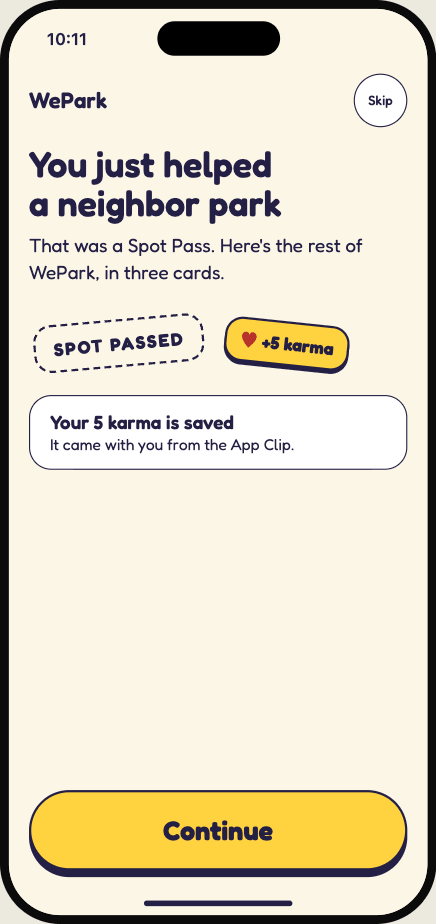 10:11
WePark
Skip
You just helped
a neighbor park
That was a Spot Pass. Here's the rest of
WePark, in three cards.
SPOT PASSED
+5 karma
Your 5 karma is saved
It came with you from the App Clip.
Continue